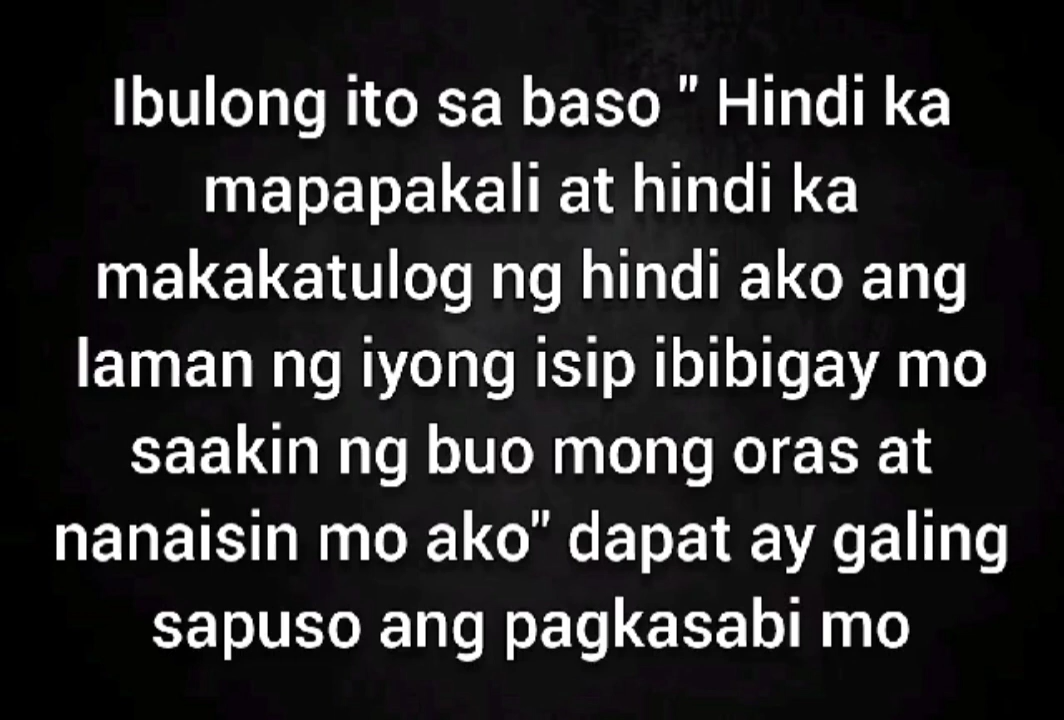 Ibulong ito sa baso " Hindi ka
mapapakali at hindi ka
makakatulog ng hindi ako ang
laman ng iyong isip ibibigay mo
saakin ng buo mong oras at
nanaisin mo ako" dapat ay galing
sapuso ang pagkasabi mo